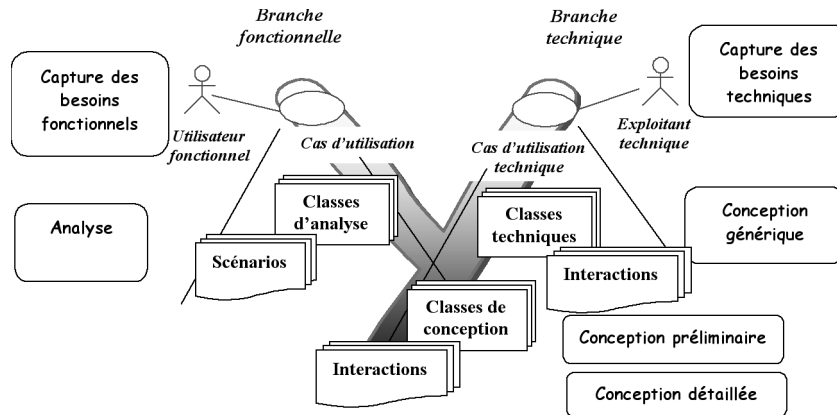 Branche
fonctionnelle
Branche
technique
Capture des
besoins
fonctionnels
Capture des
besoins
techniques
Utilisateur
fonctionnel
Cas d'utilisation
Cas d'utilisation
technique
Exploitant
technique
Analyse
Classes
d'analyse
Classes
techniques
Conception
générique
Scénarios
Interactions
Classes de
conception
Interactions
Conception préliminaire
Conception détaillée